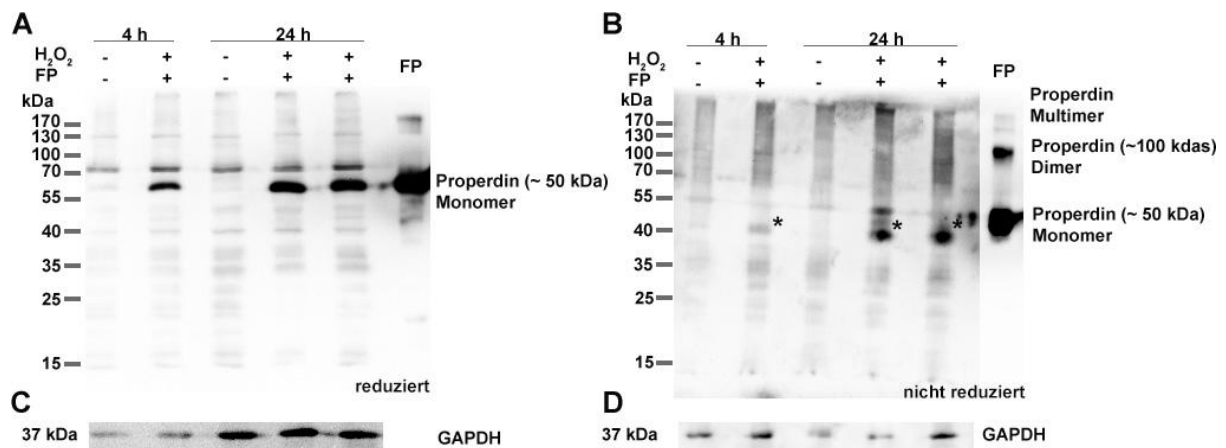 A
4 h 24 h
H₂O₂ - + - + +
FP - + - + + FP
kDa
170
130
100
70
55
40
35
25
15
Properdin (~ 50 kDa)
Monomer
reduziert
B
4 h 24 h
H₂O₂ - + - + +
FP - + - + + FP
kDa
170
130
100
70
55
40
35
25
15
* * *
Properdin
Multimer
Properdin (~100 kdas)
Dimer
Properdin (~ 50 kDa)
Monomer
nicht reduziert
C
37 kDa GAPDH
D
37 kDa GAPDH